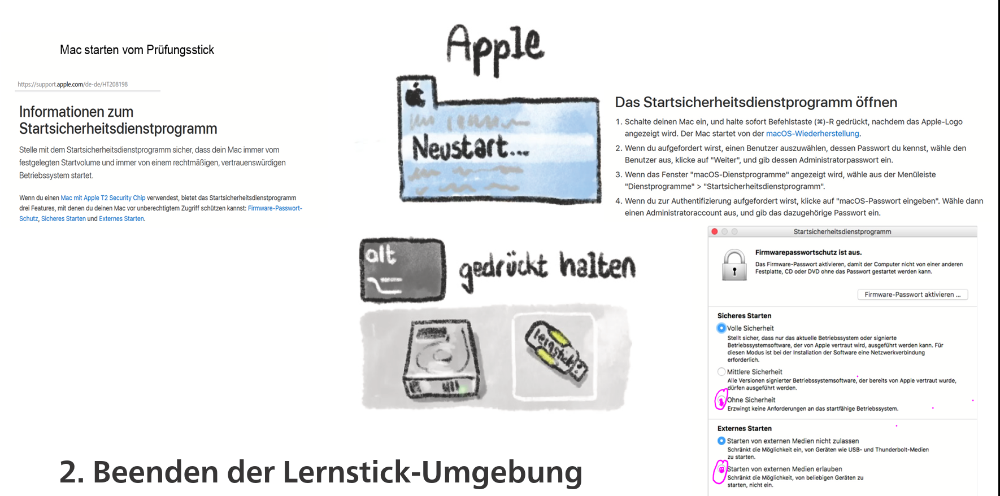 Mac starten vom Prüfungsstick
https://support.apple.com/de-de/HT208198
Informationen zum
Startsicherheitsdienstprogramm
Stelle mit dem Startsicherheitsdienstprogramm sicher, dass dein Mac immer vom
festgelegten Startvolume und immer von einem rechtmäßigen, vertrauenswürdigen
Betriebssystem startet.
Wenn du einen Mac mit Apple T2 Security Chip verwendest, bietet das Startsicherheitsdienstprogramm
drei Features, mit denen du deinen Mac vor unberechtigtem Zugriff schützen kannst: Firmware-Passwort-
Schutz, Sicheres Starten und Externes Starten.
Apple
Neustart...
alt
gedrückt halten
lernstick
Das Startsicherheitsdienstprogramm öffnen
1. Schalte deinen Mac ein, und halte sofort Befehlstaste (⌘)-R gedrückt, nachdem das Apple-Logo
angezeigt wird. Der Mac startet von der macOS-Wiederherstellung.
2. Wenn du aufgefordert wirst, einen Benutzer auszuwählen, dessen Passwort du kennst, wähle den
Benutzer aus, klicke auf "Weiter", und gib dessen Administratorpasswort ein.
3. Wenn das Fenster "macOS-Dienstprogramme" angezeigt wird, wähle aus der Menüleiste
"Dienstprogramme" > "Startsicherheitsdienstprogramm".
4. Wenn du zur Authentifizierung aufgefordert wirst, klicke auf "macOS-Passwort eingeben". Wähle dann
einen Administratoraccount aus, und gib das dazugehörige Passwort ein.
Startsicherheitsdienstprogramm
Firmwarepasswortschutz ist aus.
Das Firmware-Passwort aktivieren, damit der Computer nicht von einer anderen
Festplatte, CD oder DVD ohne das Passwort gestartet werden kann.
Firmware-Passwort aktivieren ...
Sicheres Starten
Volle Sicherheit
Stellt sicher, dass nur das aktuelle Betriebssystem oder signierte
Betriebssystemsoftware, der von Apple vertraut wird, ausgeführt werden kann. Für
diesen Modus ist bei der Installation der Software eine Netzwerkverbindung
erforderlich.
Mittlere Sicherheit
Alle Versionen signierter Betriebssystemsoftware, der bereits von Apple vertraut wurde,
dürfen ausgeführt werden.
Ohne Sicherheit
Erzwingt keine Anforderungen an das startfähige Betriebssystem.
Externes Starten
Starten von externen Medien nicht zulassen
Schränkt die Möglichkeit ein, von Geräten wie USB- und Thunderbolt-Medien
zu starten.
Starten von externen Medien erlauben
Schränkt die Möglichkeit, von beliebigen Geräten zu
starten, nicht ein.
2. Beenden der Lernstick-Umgebung